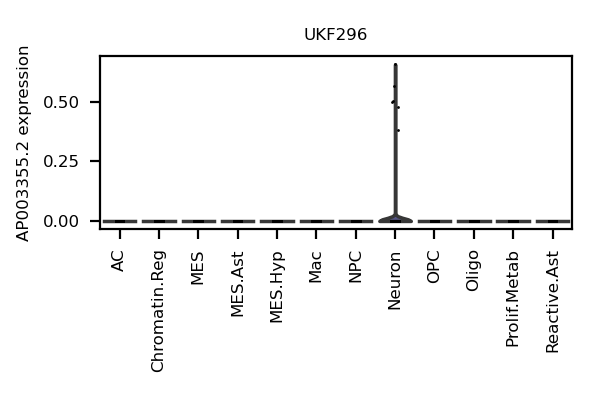 UKF296
AP003355.2 expression
0.50
0.25
0.00
AC
Chromatin.Reg
MES
MES.Ast
MES.Hyp
Mac
NPC
Neuron
OPC
Oligo
Prolif.Metab
Reactive.Ast